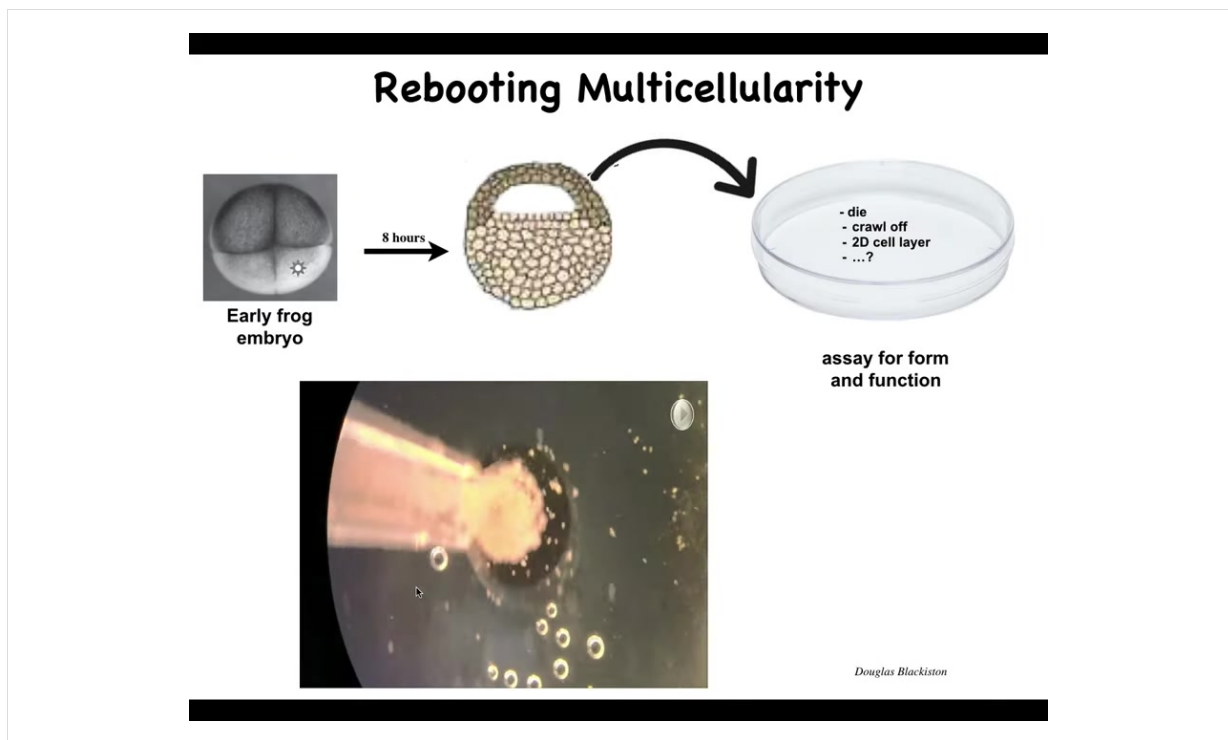 Rebooting Multicellularity
8 hours
- die
- crawl off
- 2D cell layer
- ...?
Early frog
embryo
assay for form
and function
Douglas Blackiston